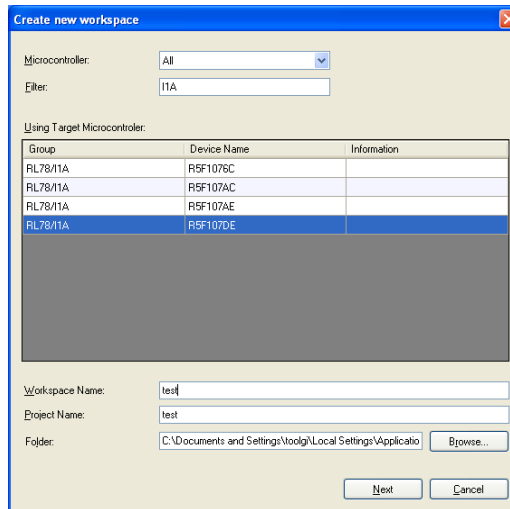 Create new workspace
Microcontroller: All
Filter: I1A
Using Target Microcontroler:
Group Device Name Information
RL78/I1A R5F1076C
RL78/I1A R5F107AC
RL78/I1A R5F107AE
RL78/I1A R5F107DE
Workspace Name: test
Project Name: test
Folder: C:\Documents and Settings\toolgi\Local Settings\Applicatio Browse...
Next Cancel